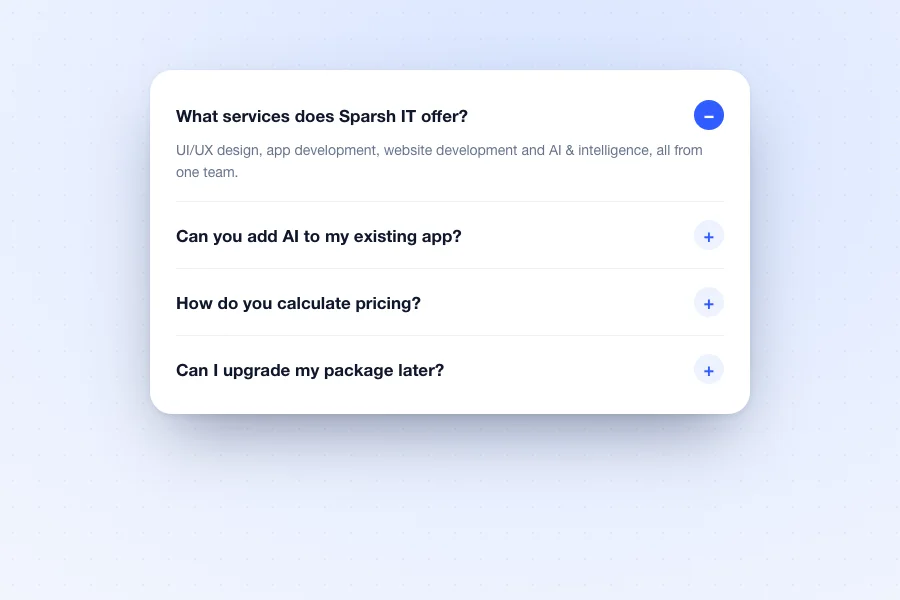 What services does Sparsh IT offer?
−
UI/UX design, app development, website development and AI & intelligence, all from
one team.
Can you add AI to my existing app?
+
How do you calculate pricing?
+
Can I upgrade my package later?
+